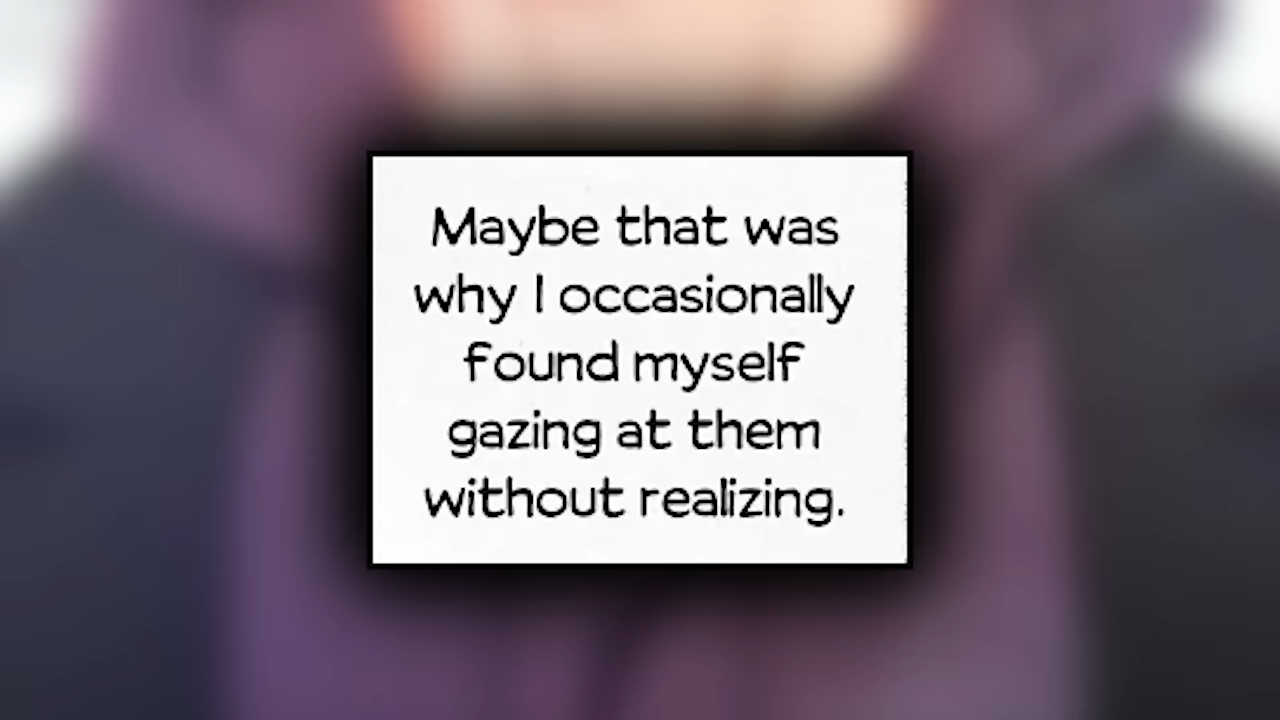 Maybe that was
why I occasionally
found myself
gazing at them
without realizing.